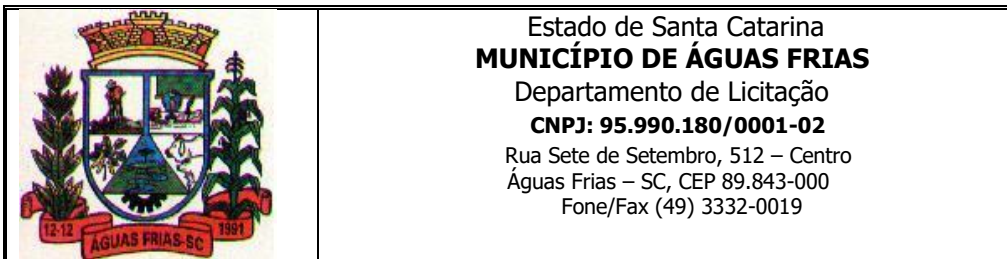 Estado de Santa Catarina
MUNICÍPIO DE ÁGUAS FRIAS
Departamento de Licitação
CNPJ: 95.990.180/0001-02
Rua Sete de Setembro, 512 – Centro
Águas Frias – SC, CEP 89.843-000
Fone/Fax (49) 3332-0019
12-12
ÁGUAS FRIAS-SC
1991